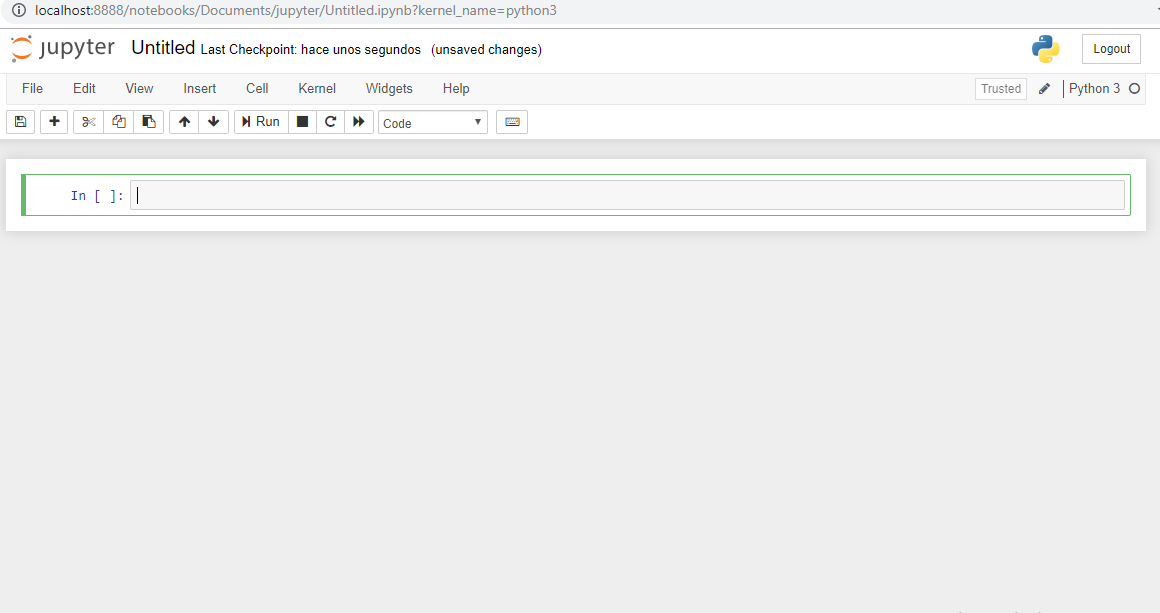 localhost:8888/notebooks/Documents/jupyter/Untitled.ipynb?kernel_name=python3
jupyter Untitled Last Checkpoint: hace unos segundos (unsaved changes) Logout
File Edit View Insert Cell Kernel Widgets Help Trusted Python 3
Run Code
In [ ]: